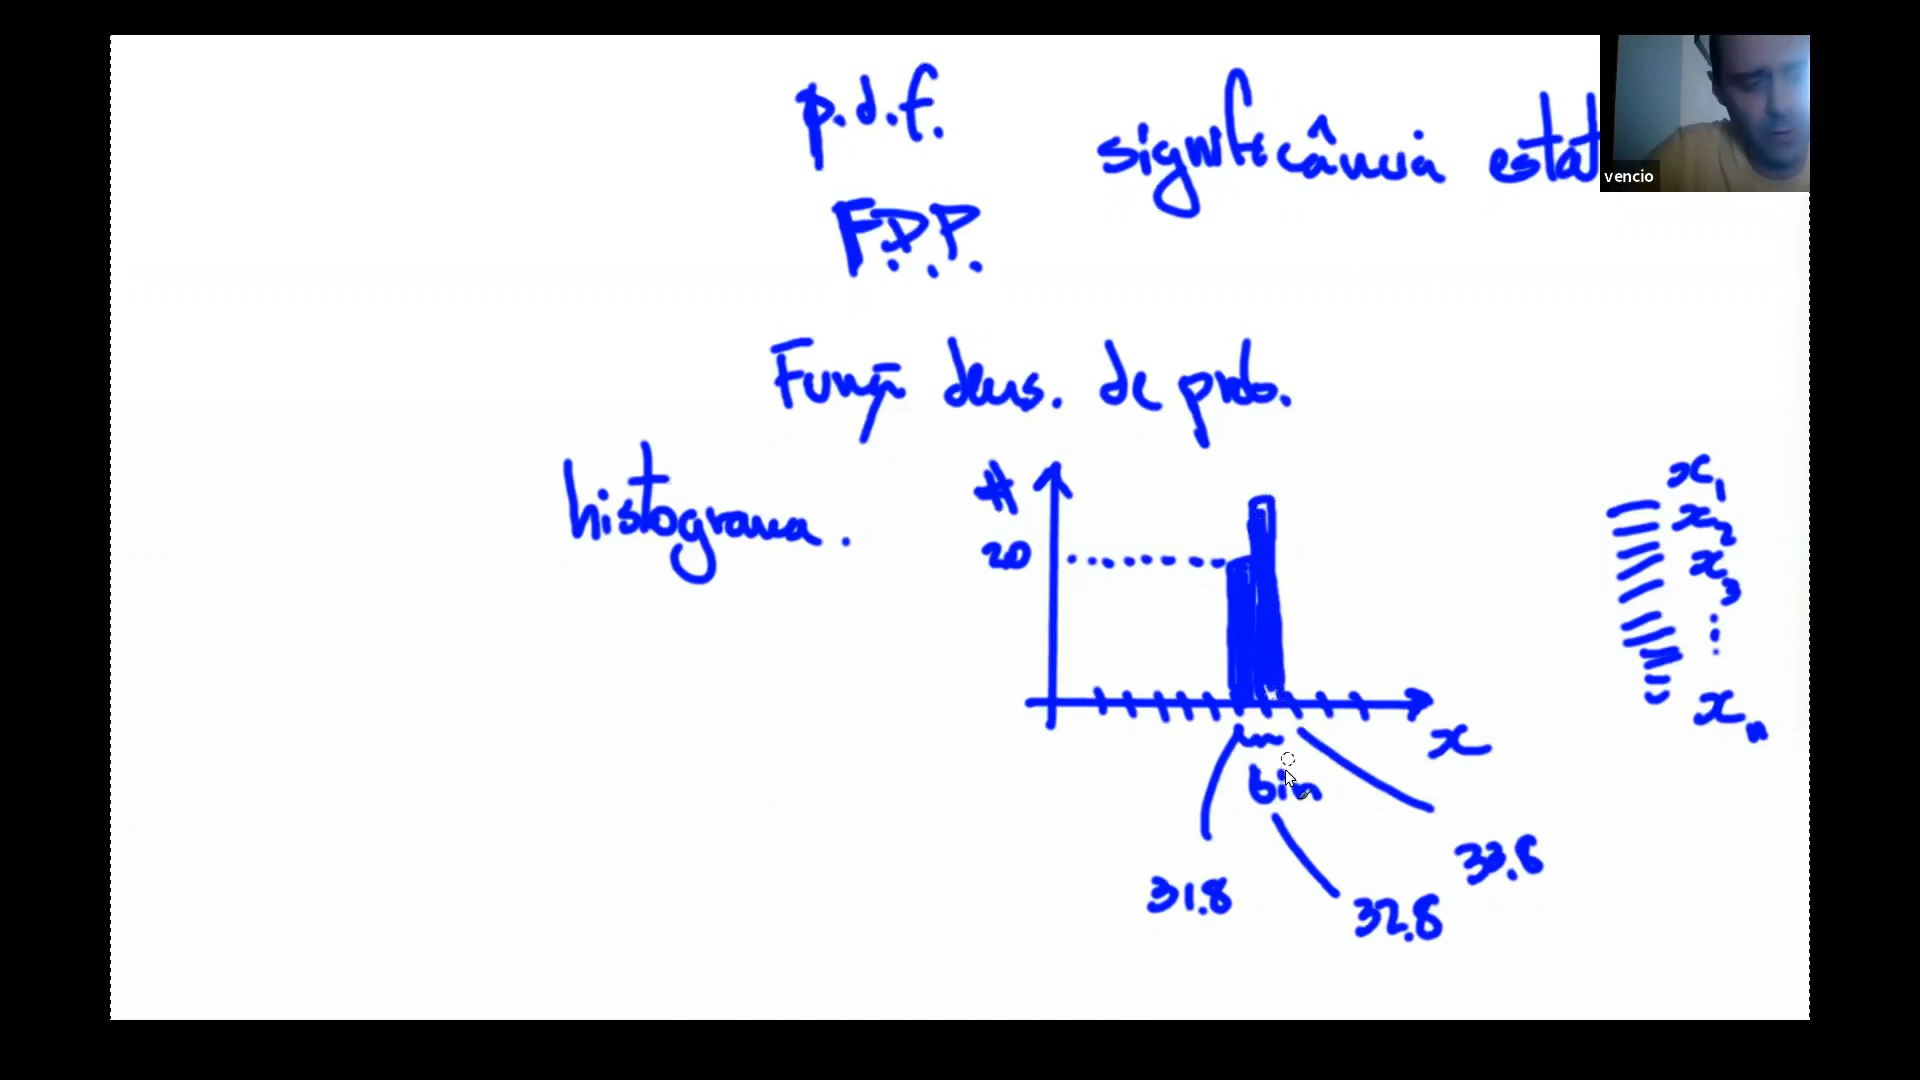 p.d.f.
significância estat
vencio
F.D.P.
Função dens. de prob.
histograma.
#
20
x
bin
31.8
32.8
33.8
x1
x2
x3
⋮
xn